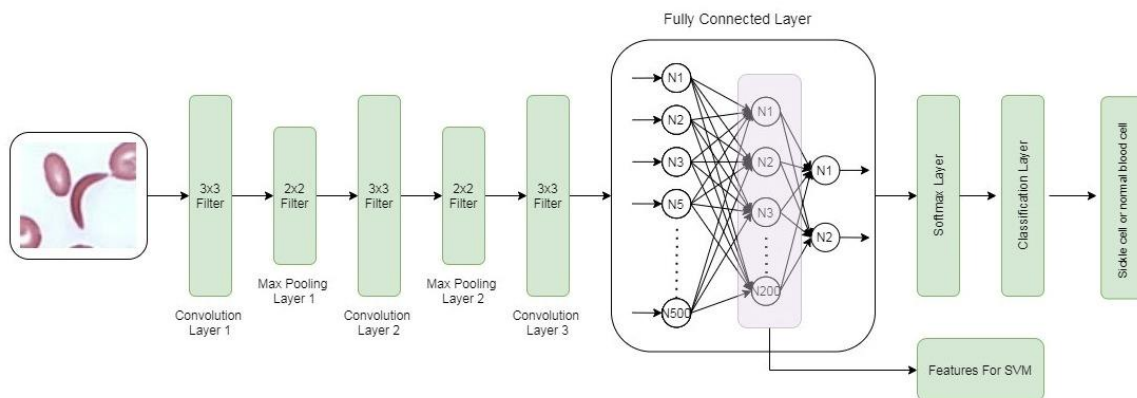 Fully Connected Layer
3x3
Filter
Convolution
Layer 1
2x2
Filter
Max Pooling
Layer 1
3x3
Filter
Convolution
Layer 2
2x2
Filter
Max Pooling
Layer 2
3x3
Filter
Convolution
Layer 3
N1
N2
N3
N5
N500
N1
N2
N3
N200
N1
N2
Softmax Layer
Classification Layer
Sickle cell or normal blood cell
Features For SVM